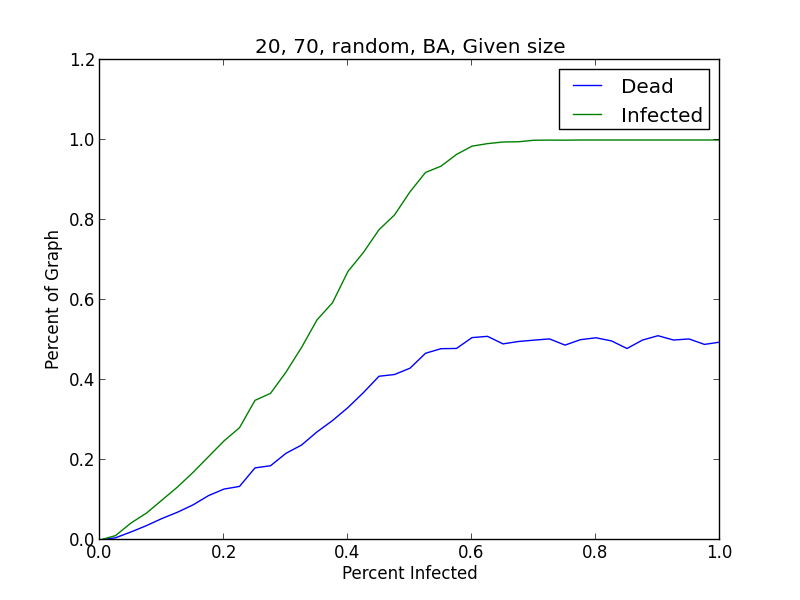 20, 70, random, BA, Given size
Dead
Infected
1.2
1.0
0.8
0.6
0.4
0.2
0.0
Percent of Graph
0.0 0.2 0.4 0.6 0.8 1.0
Percent Infected